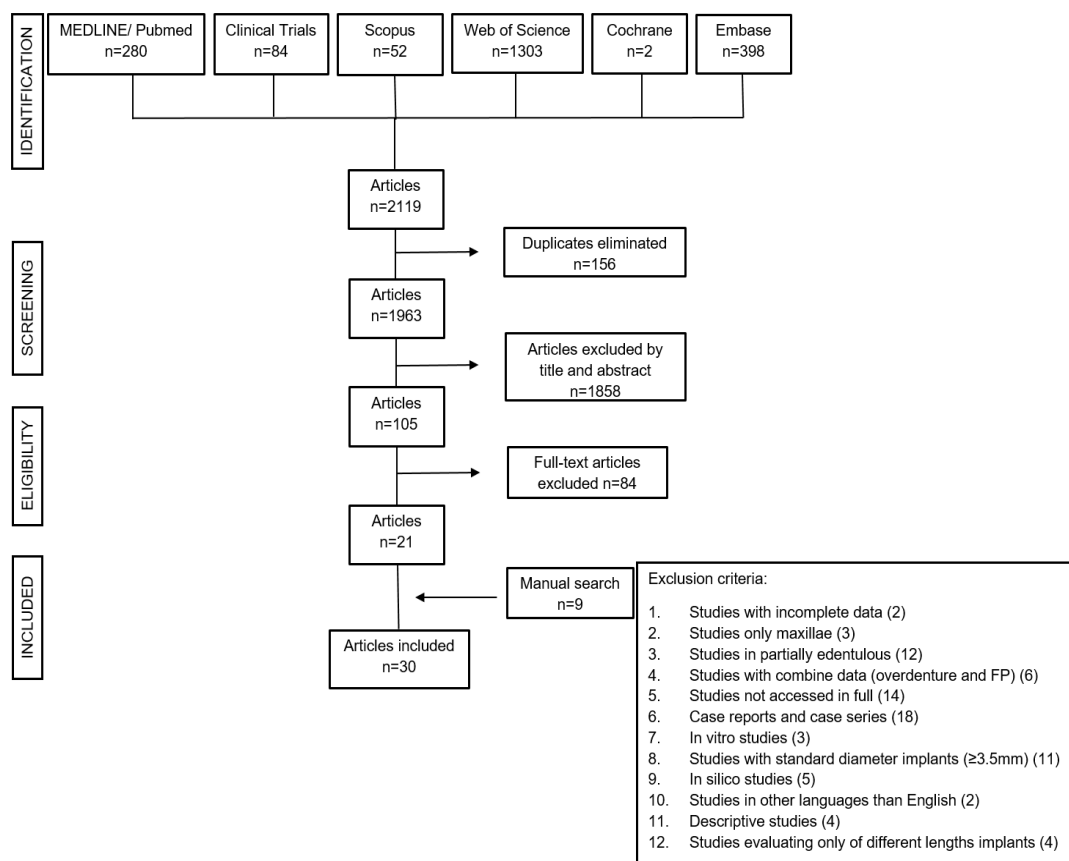 IDENTIFICATION
MEDLINE/ Pubmed
n=280
Clinical Trials
n=84
Scopus
n=52
Web of Science
n=1303
Cochrane
n=2
Embase
n=398
Articles
n=2119
SCREENING
Duplicates eliminated
n=156
Articles
n=1963
Articles excluded by
title and abstract
n=1858
ELIGIBILITY
Articles
n=105
Full-text articles
excluded n=84
Articles
n=21
INCLUDED
Manual search
n=9
Articles included
n=30
Exclusion criteria:
1. Studies with incomplete data (2)
2. Studies only maxillae (3)
3. Studies in partially edentulous (12)
4. Studies with combine data (overdenture and FP) (6)
5. Studies not accessed in full (14)
6. Case reports and case series (18)
7. In vitro studies (3)
8. Studies with standard diameter implants (≥3.5mm) (11)
9. In silico studies (5)
10. Studies in other languages than English (2)
11. Descriptive studies (4)
12. Studies evaluating only of different lengths implants (4)